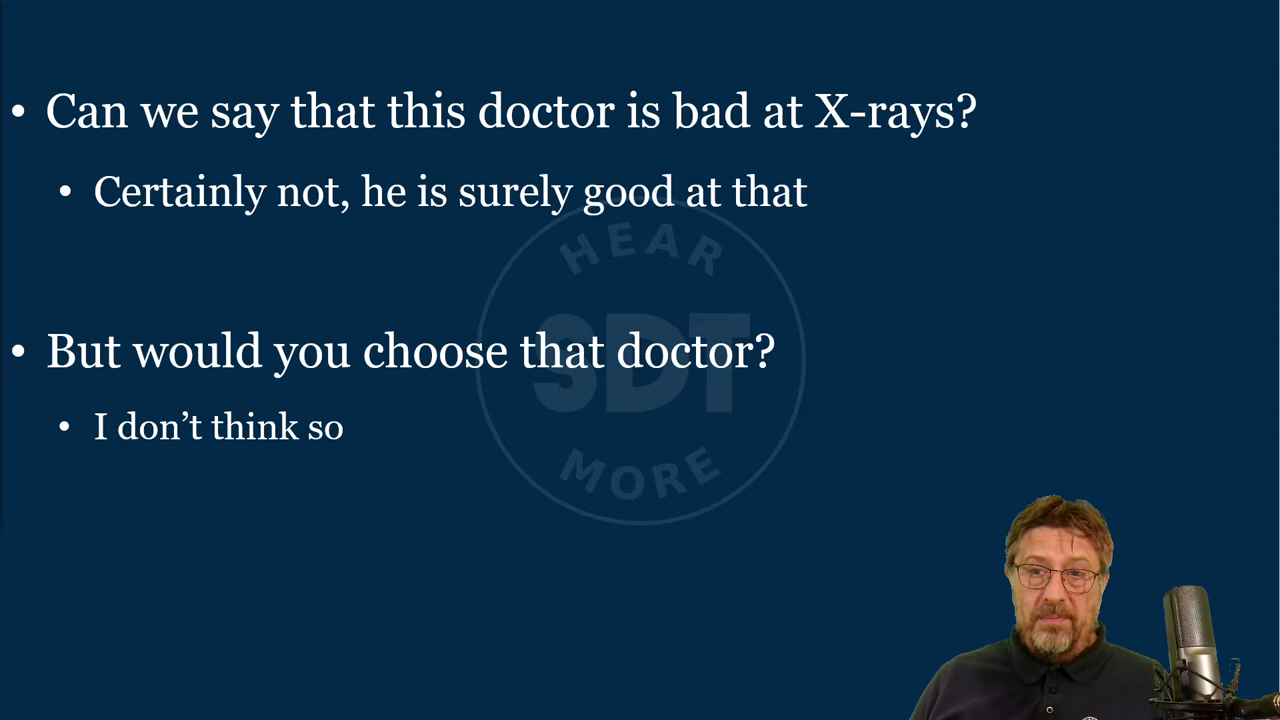 • Can we say that this doctor is bad at X-rays?
• Certainly not, he is surely good at that
HEAR
SDT
MORE
• But would you choose that doctor?
• I don’t think so